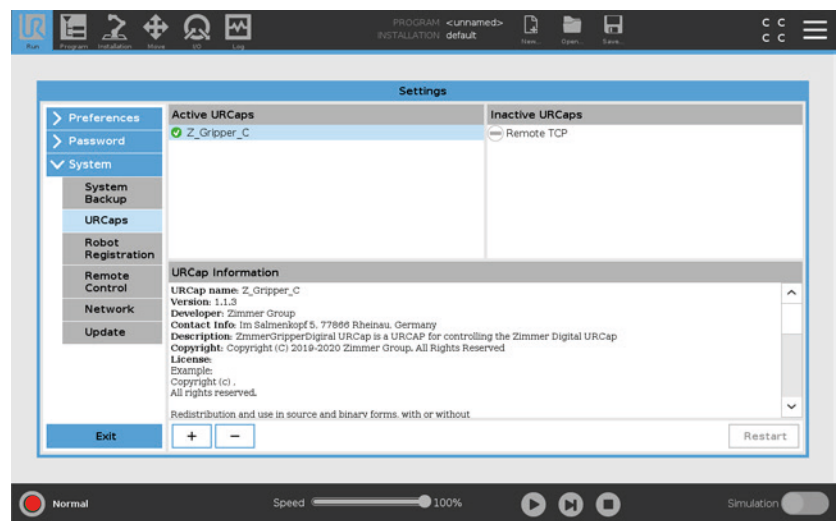 PROGRAM <unnamed>
INSTALLATION default
UR
Run
Program
Installation
Move
I/O
Log
New...
Open...
Save...
C C
C C
Settings
Preferences
Password
System
System
Backup
URCaps
Robot
Registration
Remote
Control
Network
Update
Exit
Active URCaps
Z_Gripper_C
Inactive URCaps
Remote TCP
URCap Information
URCap name: Z_Gripper_C
Version: 1.1.3
Developer: Zimmer Group
Contact Info: Im Salmenkopf 5, 77866 Rheinau, Germany
Description: ZmmerGripperDigiral URCap is a URCAP for controlling the Zimmer Digital URCap
Copyright: Copyright (C) 2019-2020 Zimmer Group, All Rights Reserved
License:
Example:
Copyright (c) ,
All rights reserved.
Redistribution and use in source and binary forms, with or without
+
−
Restart
Normal
Speed
100%
Simulation